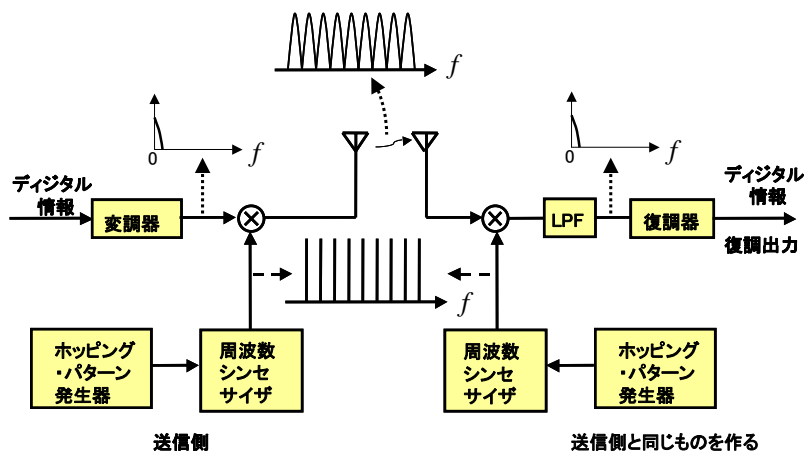 f
0
f
0
f
ディジタル
情報
変調器
LPF
復調器
ディジタル
情報
復調出力
f
ホッピング
・パターン
発生器
周波数
シンセ
サイザ
周波数
シンセ
サイザ
ホッピング
・パターン
発生器
送信側
送信側と同じものを作る